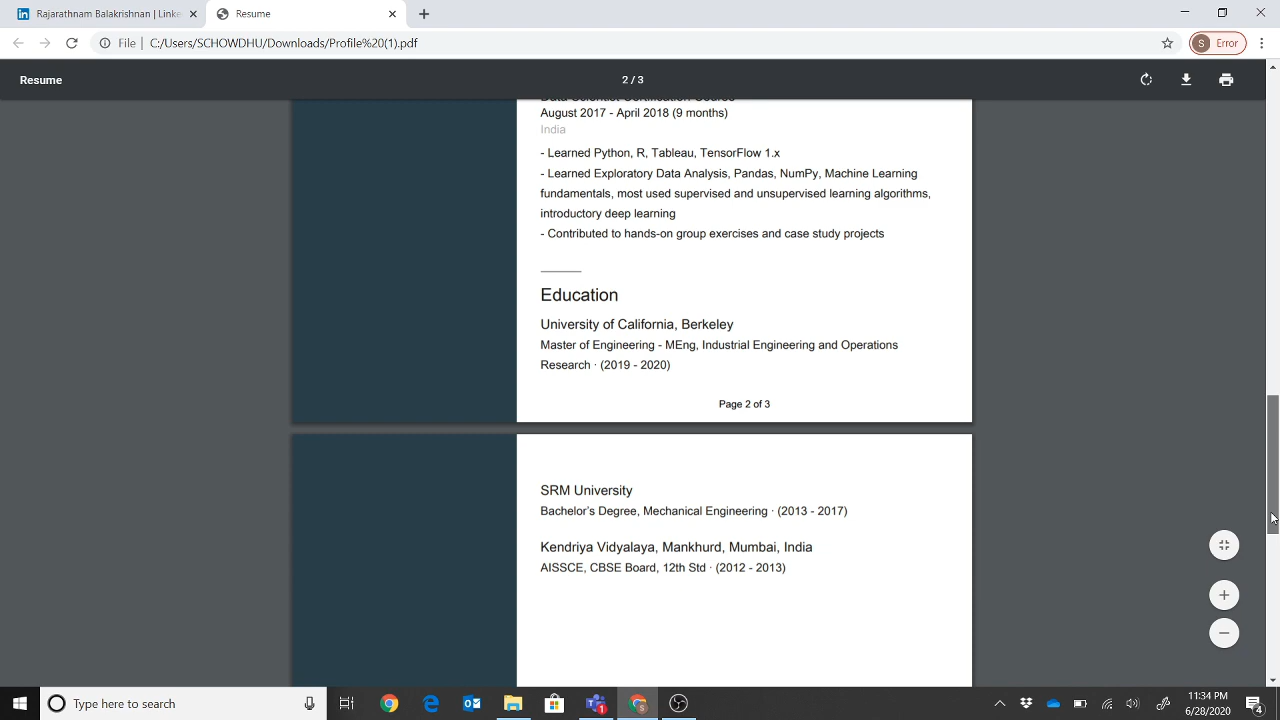 Rajarathnam Balakrishnan | Linke
Resume
File
C:/Users/SCHOWDHU/Downloads/Profile%20(1).pdf
S Error
Resume
2 / 3
Data Scientist Certification Course
August 2017 - April 2018 (9 months)
India
- Learned Python, R, Tableau, TensorFlow 1.x
- Learned Exploratory Data Analysis, Pandas, NumPy, Machine Learning
fundamentals, most used supervised and unsupervised learning algorithms,
introductory deep learning
- Contributed to hands-on group exercises and case study projects
Education
University of California, Berkeley
Master of Engineering - MEng, Industrial Engineering and Operations
Research · (2019 - 2020)
Page 2 of 3
SRM University
Bachelor's Degree, Mechanical Engineering · (2013 - 2017)
Kendriya Vidyalaya, Mankhurd, Mumbai, India
AISSCE, CBSE Board, 12th Std · (2012 - 2013)
Type here to search
11:34 PM
6/28/2020